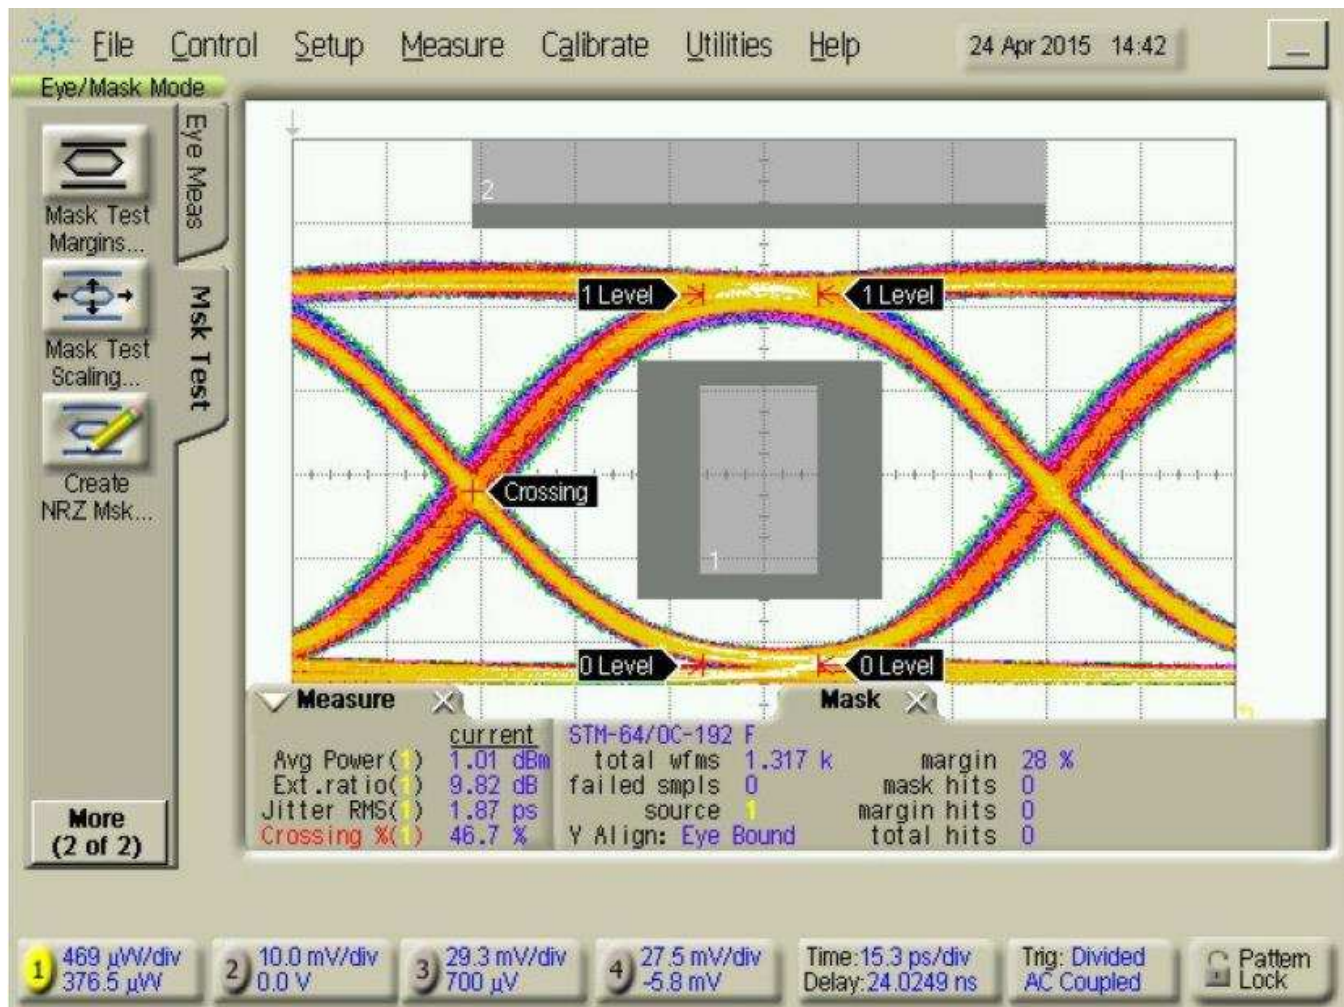 File Control Setup Measure Calibrate Utilities Help 24 Apr 2015 14:42
Eye/Mask Mode
Eye Meas
Msk Test
Mask Test
Margins...
Mask Test
Scaling...
Create
NRZ Msk...
More
(2 of 2)
2
1 Level 1 Level
Crossing
1
0 Level 0 Level
Measure
current
Avg Power(1) 1.01 dBm
Ext.ratio(1) 9.82 dB
Jitter RMS(1) 1.87 ps
Crossing %(1) 46.7 %
Mask
STM-64/OC-192 F
total wfms 1.317 k margin 28 %
failed smpls 0 mask hits 0
source 1 margin hits 0
Y Align: Eye Bound total hits 0
1 469 µW/div
376.5 µW
2 10.0 mV/div
0.0 V
3 29.3 mV/div
700 µV
4 27.5 mV/div
-5.8 mV
Time:15.3 ps/div
Delay:24.0249 ns
Trig: Divided
AC Coupled
Pattern
Lock